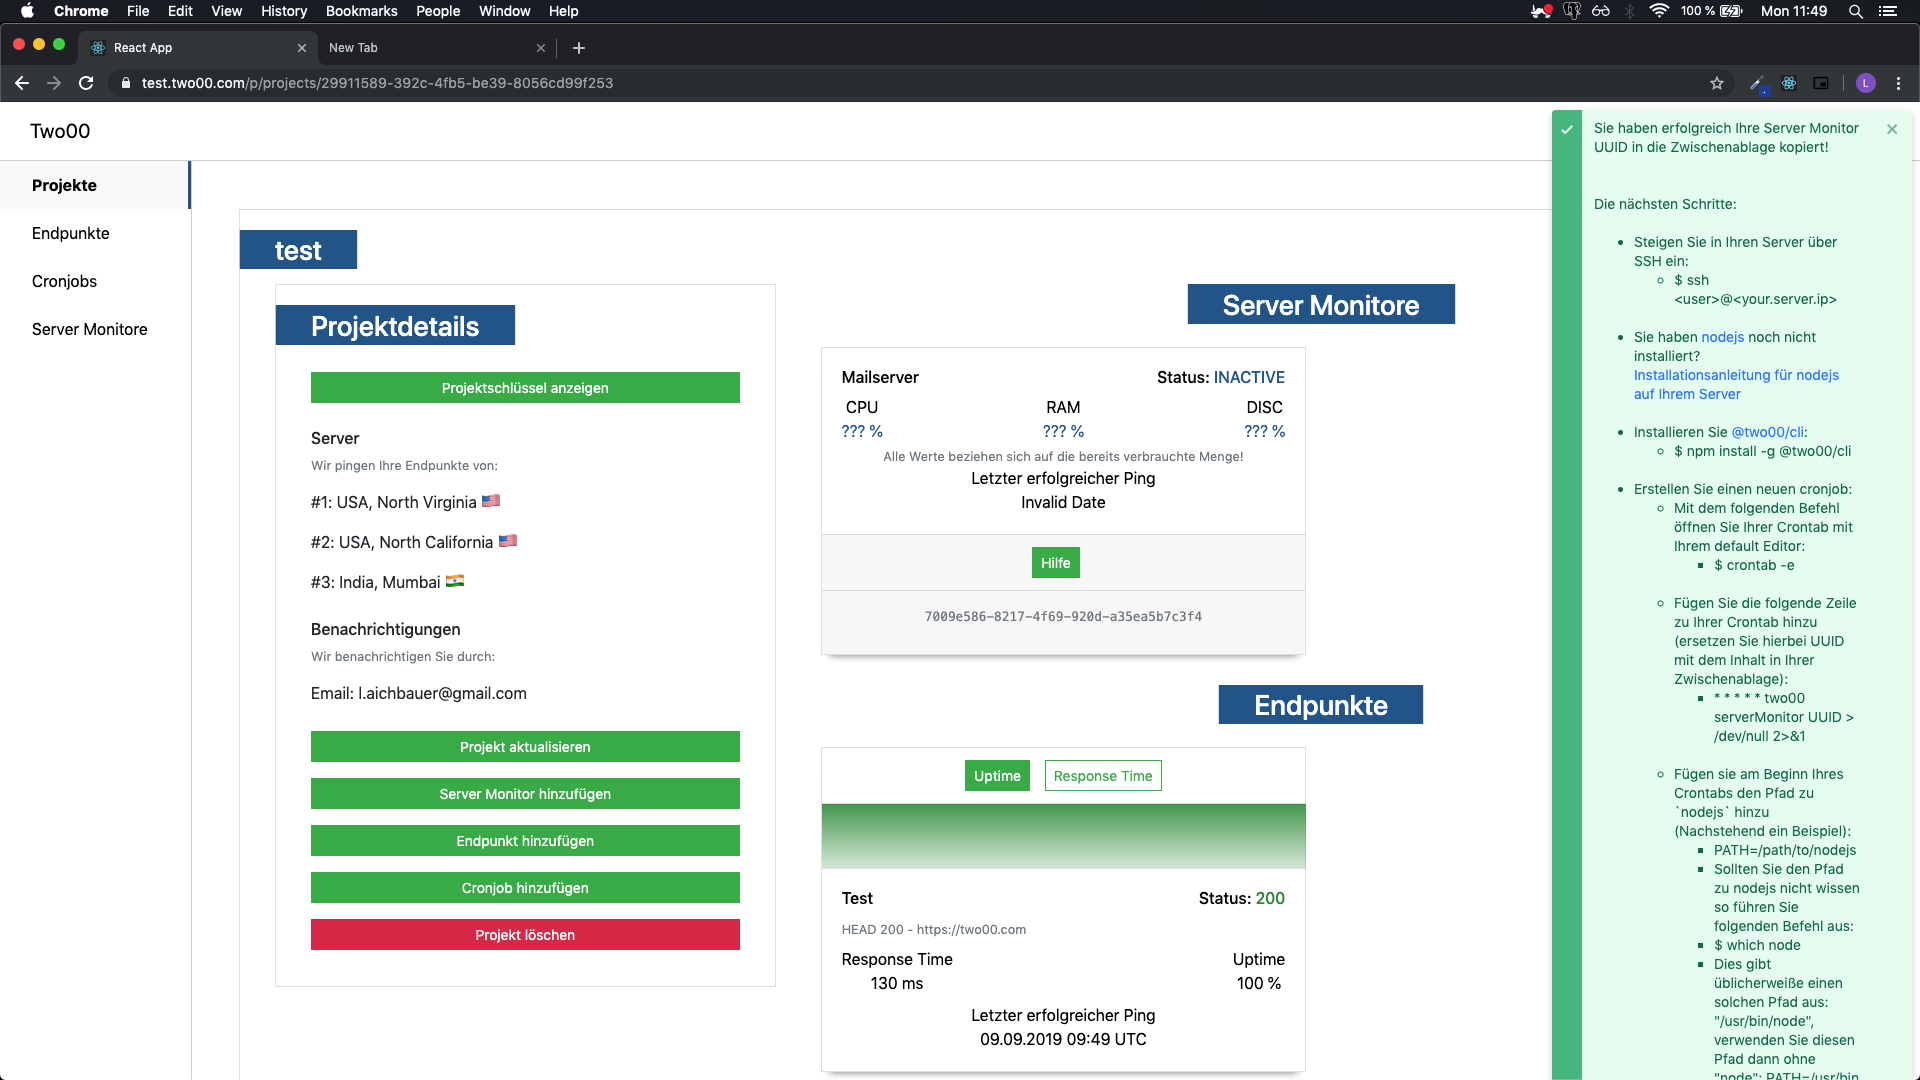 Chrome File Edit View History Bookmarks People Window Help 100 % Mon 11:49
React App New Tab
test.two00.com/p/projects/29911589-392c-4fb5-be39-8056cd99f253 L
Two00
Projekte
Endpunkte
Cronjobs
Server Monitore
test
Projektdetails
Projektschlüssel anzeigen
Server
Wir pingen Ihre Endpunkte von:
#1: USA, North Virginia 🇺🇸
#2: USA, North California 🇺🇸
#3: India, Mumbai 🇮🇳
Benachrichtigungen
Wir benachrichtigen Sie durch:
Email: l.aichbauer@gmail.com
Projekt aktualisieren
Server Monitor hinzufügen
Endpunkt hinzufügen
Cronjob hinzufügen
Projekt löschen
Server Monitore
Mailserver Status: INACTIVE
CPU RAM DISC
??? % ??? % ??? %
Alle Werte beziehen sich auf die bereits verbrauchte Menge!
Letzter erfolgreicher Ping
Invalid Date
Hilfe
7009e586-8217-4f69-920d-a35ea5b7c3f4
Endpunkte
Uptime Response Time
Test Status: 200
HEAD 200 - https://two00.com
Response Time Uptime
130 ms 100 %
Letzter erfolgreicher Ping
09.09.2019 09:49 UTC
Sie haben erfolgreich Ihre Server Monitor
UUID in die Zwischenablage kopiert!
Die nächsten Schritte:
Steigen Sie in Ihren Server über
SSH ein:
$ ssh
<user>@<your.server.ip>
Sie haben nodejs noch nicht
installiert?
Installationsanleitung für nodejs
auf Ihrem Server
Installieren Sie @two00/cli:
$ npm install -g @two00/cli
Erstellen Sie einen neuen cronjob:
Mit dem folgenden Befehl
öffnen Sie Ihrer Crontab mit
Ihrem default Editor:
$ crontab -e
Fügen Sie die folgende Zeile
zu Ihrer Crontab hinzu
(ersetzen Sie hierbei UUID
mit dem Inhalt in Ihrer
Zwischenablage):
* * * * * two00
serverMonitor UUID >
/dev/null 2>&1
Fügen sie am Beginn Ihres
Crontabs den Pfad zu
`nodejs` hinzu
(Nachstehend ein Beispiel):
PATH=/path/to/nodejs
Sollten Sie den Pfad
zu nodejs nicht wissen
so führen Sie
folgenden Befehl aus:
$ which node
Dies gibt
üblicherweiße einen
solchen Pfad aus:
"/usr/bin/node",
verwenden Sie diesen
Pfad dann ohne
"node": PATH=/usr/bin